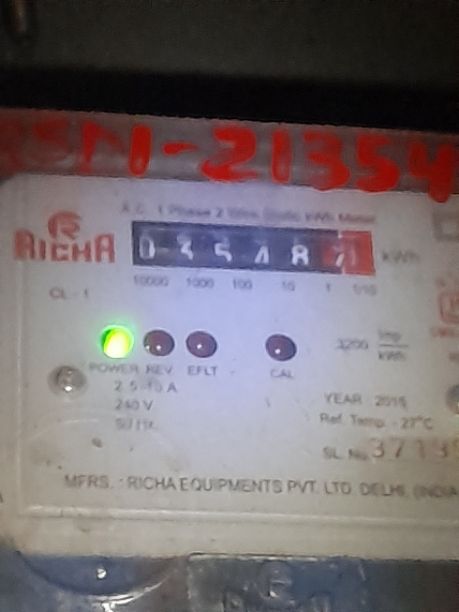 SN-21354
A.C. 1 Phase 2 Wire Static kWh Meter
RICHA
0 3 5 4 8 7 kWh
10000 1000 100 10 1 1/10
CL.-1
3200 imp/kWh
POWER REV EFLT CAL
2.5-10 A
240 V
50 Hz.
YEAR : 2015
Ref. Temp. - 27°C
SL. No.
MFRS. : RICHA EQUIPMENTS PVT. LTD. DELHI, (INDIA